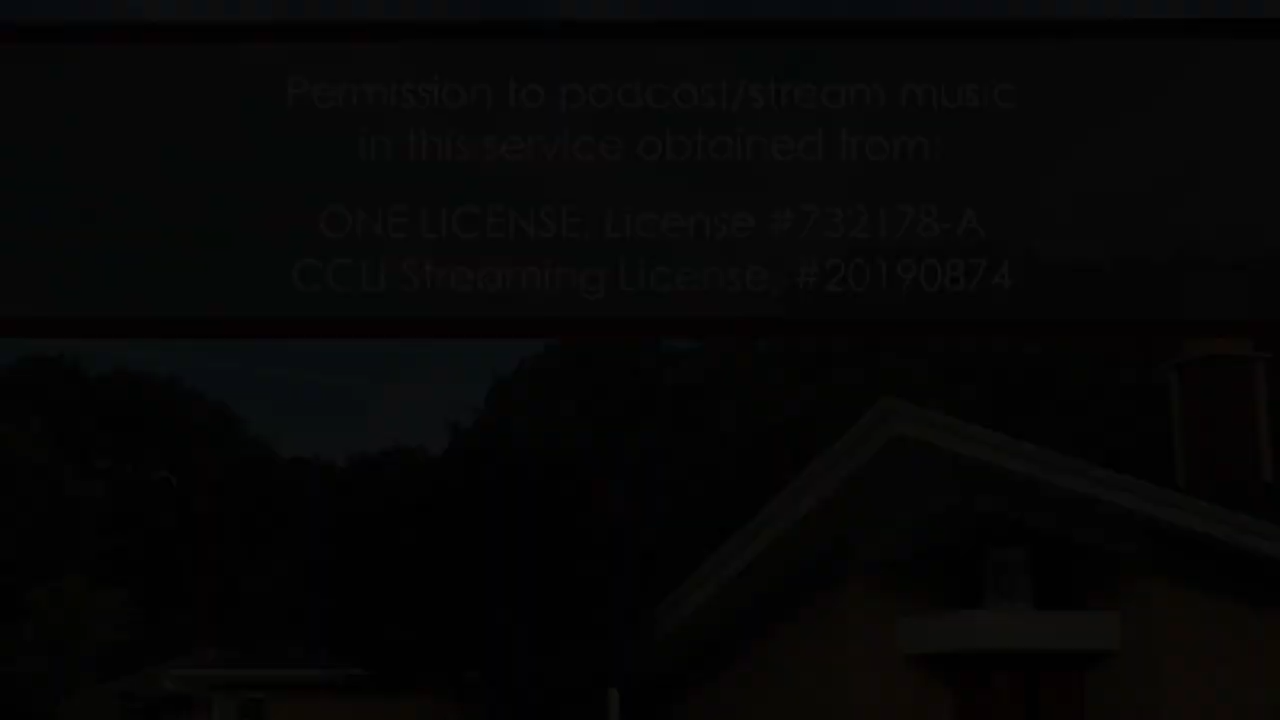 Permission to podcast/stream music
in this service obtained from:
ONE LICENSE, License #732178-A
CCLI Streaming License, #20190874